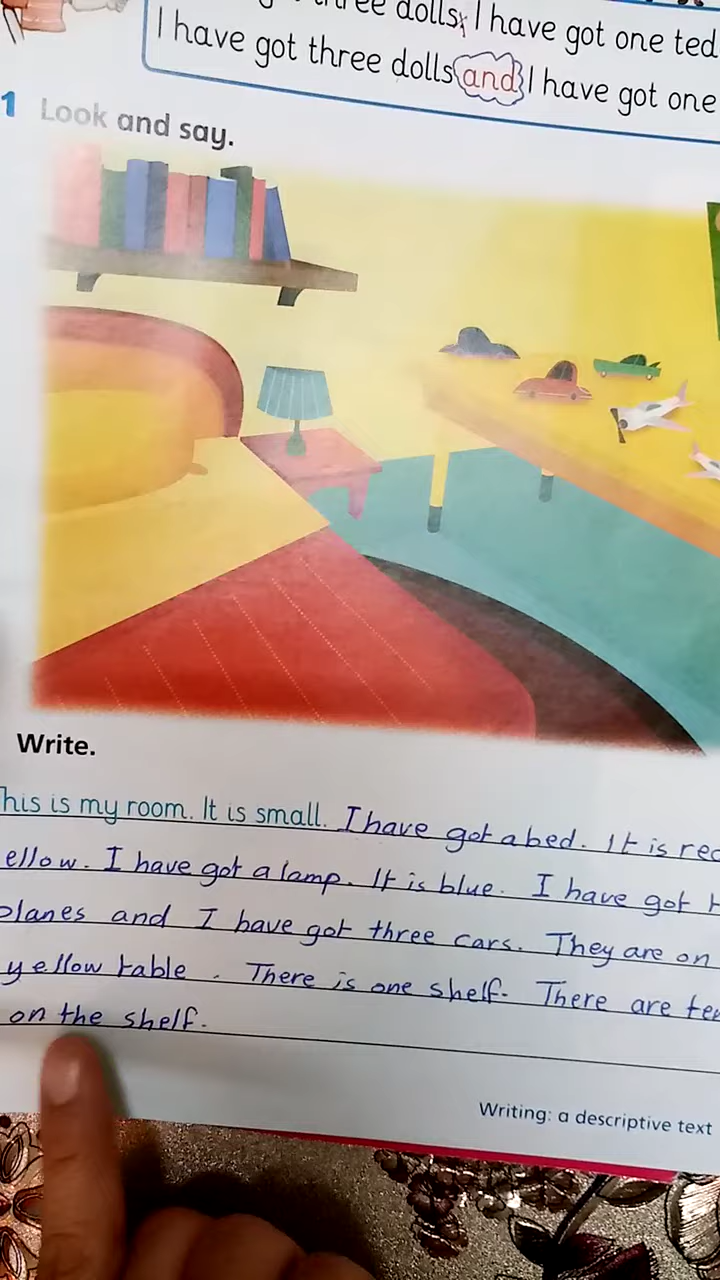 three dolls, I have got one ted
I have got three dolls and I have got one
1 Look and say.
Write.
his is my room. It is small. I have got a bed. It is red
ellow. I have got a lamp. It is blue. I have got
planes and I have got three cars. They are on
yellow table. There is one shelf. There are te
on the shelf.
Writing: a descriptive text